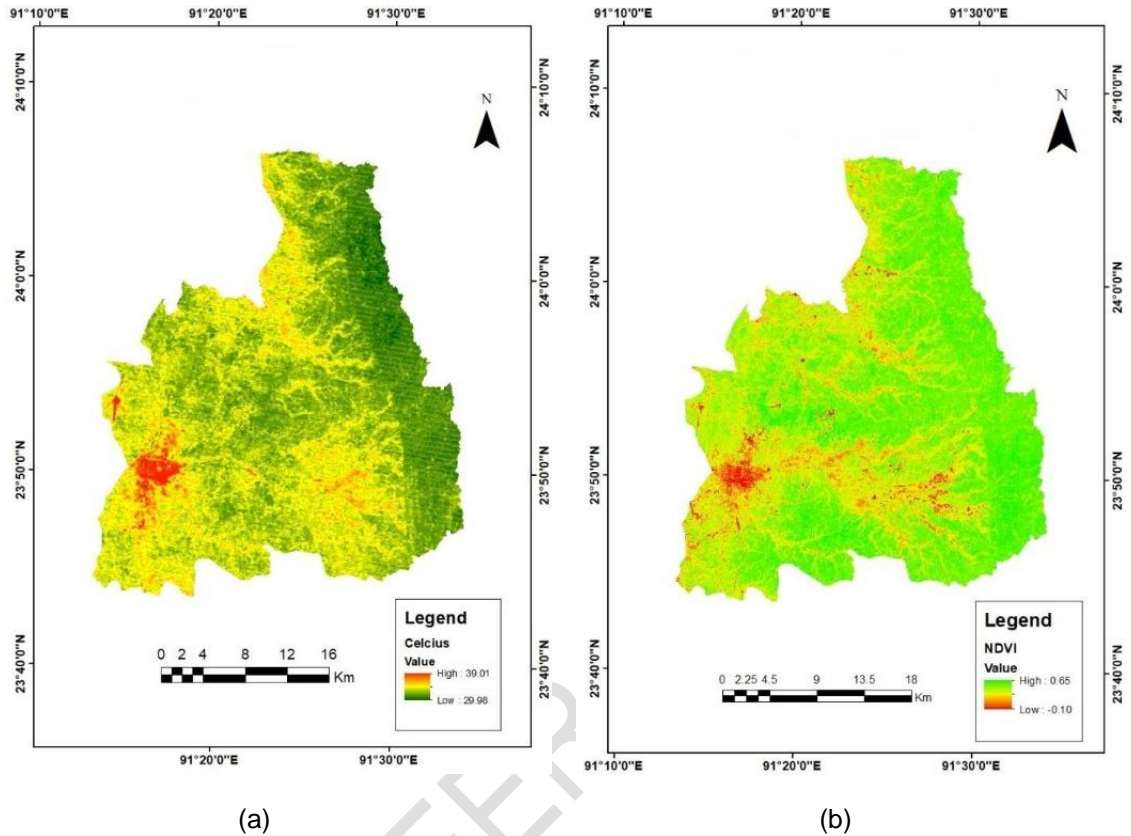 91°10'0"E 91°20'0"E 91°30'0"E
24°10'0"N
24°0'0"N
23°50'0"N
23°40'0"N
N
24°10'0"N
24°0'0"N
23°50'0"N
23°40'0"N
0 2 4 8 12 16
Km
Legend
Celcius
Value
High : 39.01
Low : 29.98
91°20'0"E 91°30'0"E
(a)
91°10'0"E 91°20'0"E 91°30'0"E
24°10'0"N
24°0'0"N
23°50'0"N
23°40'0"N
N
24°10'0"N
24°0'0"N
23°50'0"N
23°40'0"N
0 2.25 4.5 9 13.5 18
Km
Legend
NDVI
Value
High : 0.65
Low : -0.10
91°10'0"E 91°20'0"E 91°30'0"E
(b)